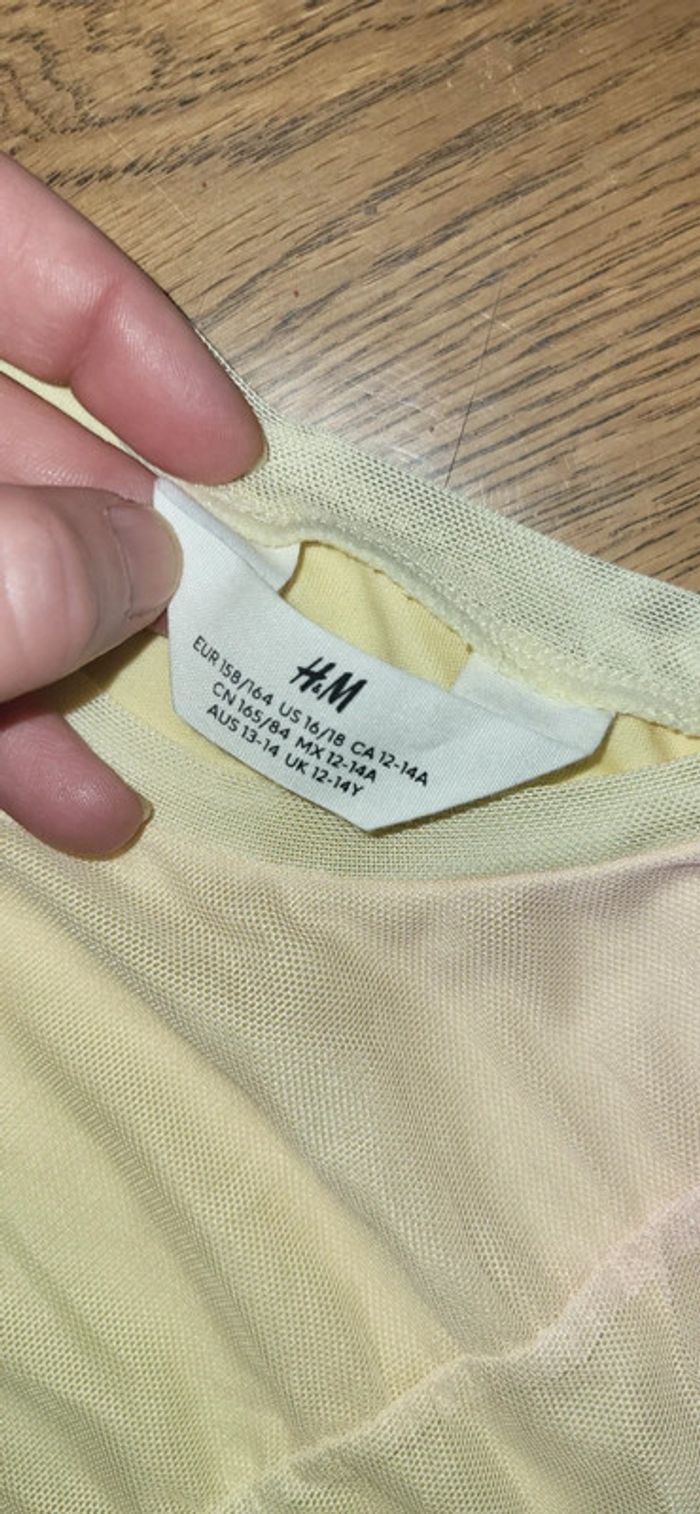 H&M
EUR 158/164 US 16/18 CA 12-14A
CN 165/84 MX 12-14A
AUS 13-14 UK 12-14Y